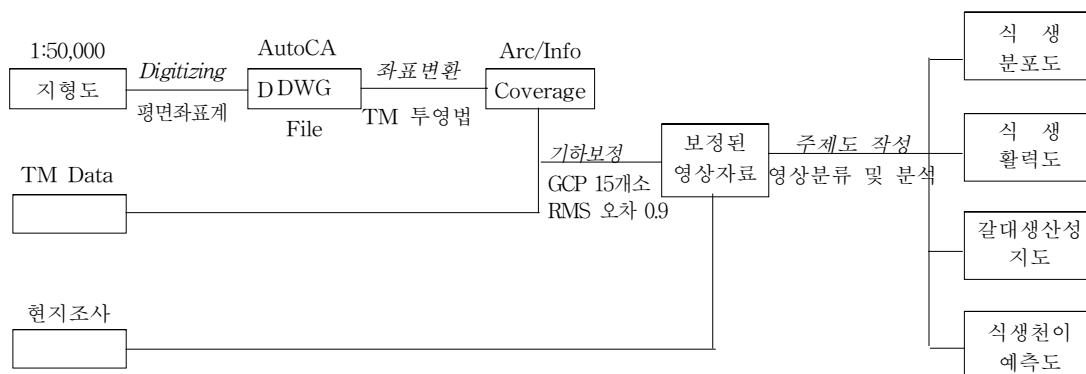 1:50,000
지형도
Digitizing
평면좌표계
AutoCA
D DWG
File
좌표변환
TM 투영법
Arc/Info
Coverage
TM Data
기하보정
GCP 15개소
RMS 오차 0.9
현지조사
보정된
영상자료
주제도 작성
영상분류 및 분석
식 생
분포도
식 생
활력도
갈대생산성
지도
식생천이
예측도